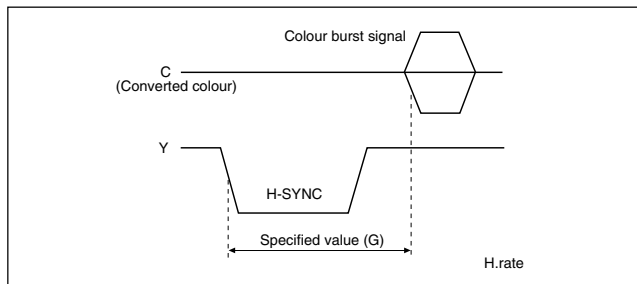 Colour burst signal
C
(Converted colour)
Y
H-SYNC
Specified value (G)
H.rate